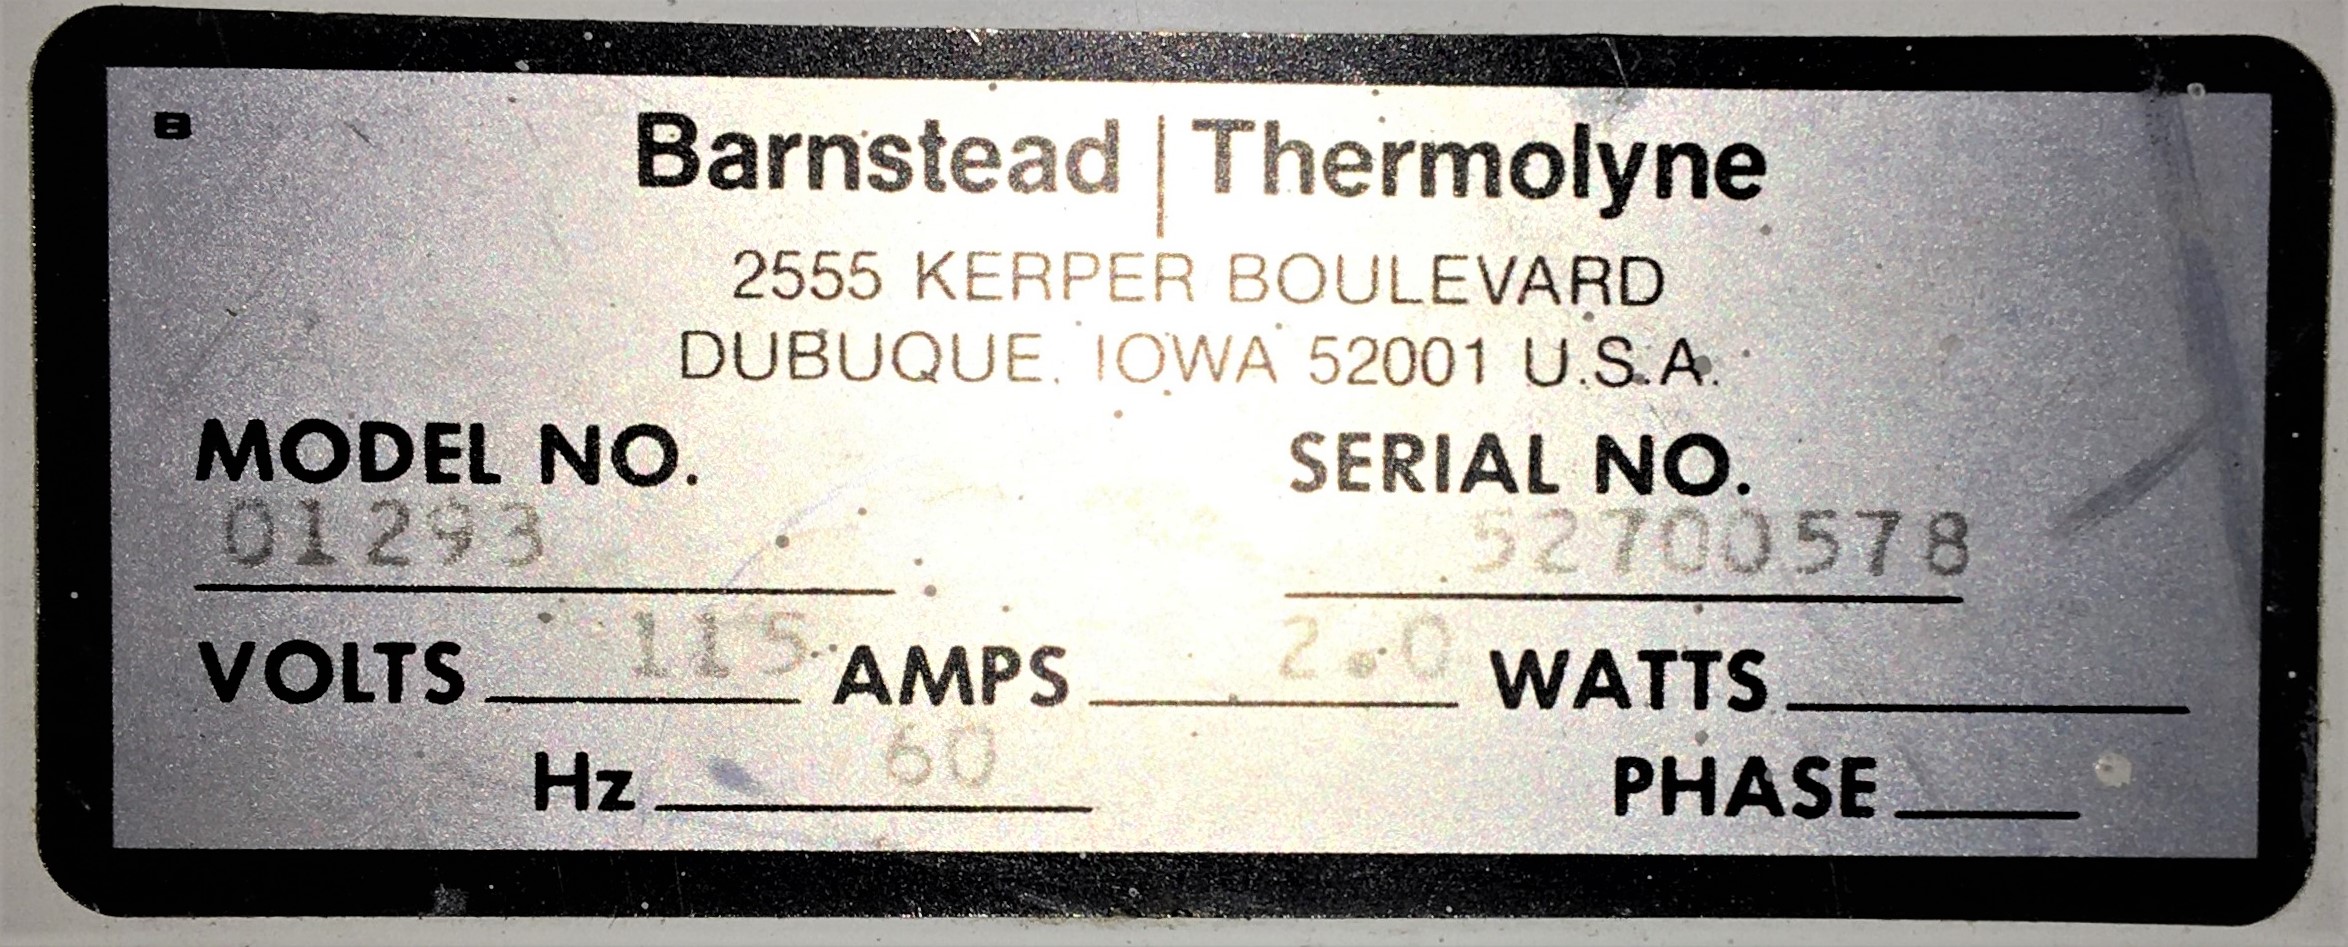 B
Barnstead | Thermolyne
2555 KERPER BOULEVARD
DUBUQUE, IOWA 52001 U.S.A.
MODEL NO. SERIAL NO.
01293 52700578
VOLTS 115 AMPS 2.0 WATTS
Hz 60 PHASE